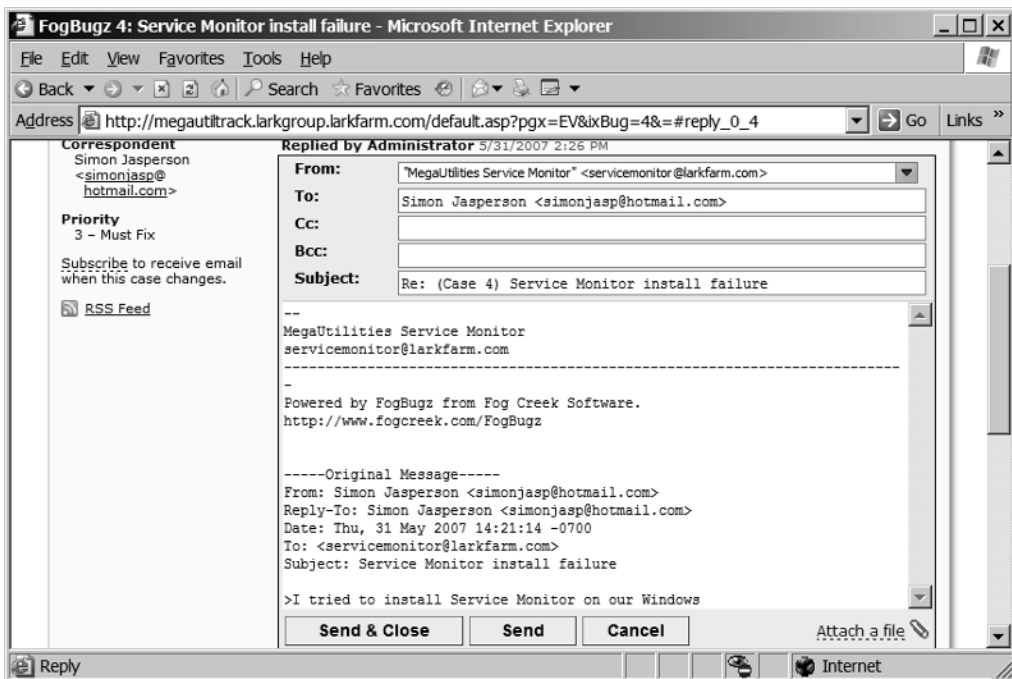 FogBugz 4: Service Monitor install failure - Microsoft Internet Explorer
File Edit View Favorites Tools Help
Back Search Favorites
Address http://megautiltrack.larkgroup.larkfarm.com/default.asp?pgx=EV&ixBug=4&=#reply_0_4 Go Links »
Correspondent
Simon Jasperson
<simonjasp@
hotmail.com>
Priority
3 – Must Fix
Subscribe to receive email
when this case changes.
RSS Feed
Replied by Administrator 5/31/2007 2:26 PM
From: "MegaUtilities Service Monitor" <servicemonitor@larkfarm.com>
To: Simon Jasperson <simonjasp@hotmail.com>
Cc:
Bcc:
Subject: Re: (Case 4) Service Monitor install failure
--
MegaUtilities Service Monitor
servicemonitor@larkfarm.com
---------------------------------------------------------------------------
-
Powered by FogBugz from Fog Creek Software.
http://www.fogcreek.com/FogBugz
-----Original Message-----
From: Simon Jasperson <simonjasp@hotmail.com>
Reply-To: Simon Jasperson <simonjasp@hotmail.com>
Date: Thu, 31 May 2007 14:21:14 -0700
To: <servicemonitor@larkfarm.com>
Subject: Service Monitor install failure
>I tried to install Service Monitor on our Windows
Send & Close Send Cancel Attach a file
Reply Internet